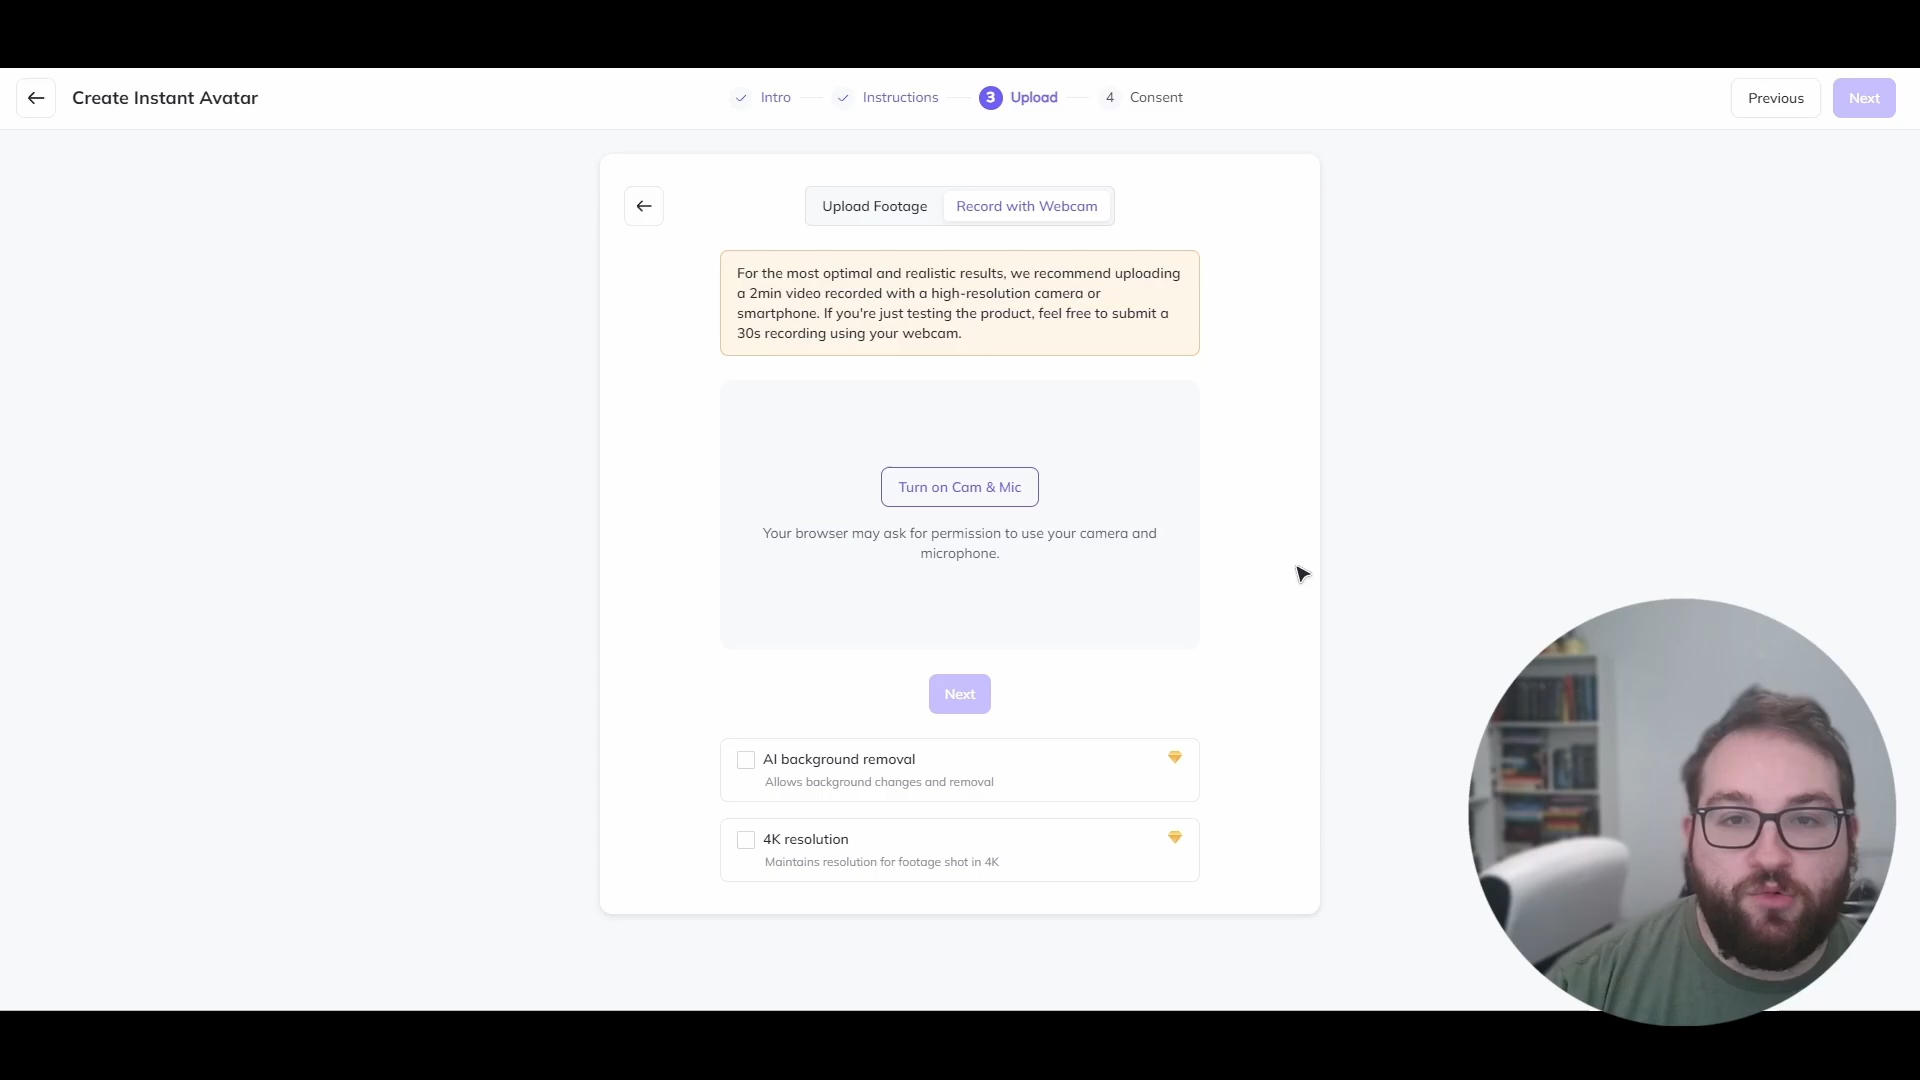 Create Instant Avatar
Intro
Instructions
3 Upload
4 Consent
Previous
Next
Upload Footage
Record with Webcam
For the most optimal and realistic results, we recommend uploading
a 2min video recorded with a high-resolution camera or
smartphone. If you're just testing the product, feel free to submit a
30s recording using your webcam.
Turn on Cam & Mic
Your browser may ask for permission to use your camera and
microphone.
Next
AI background removal
Allows background changes and removal
4K resolution
Maintains resolution for footage shot in 4K